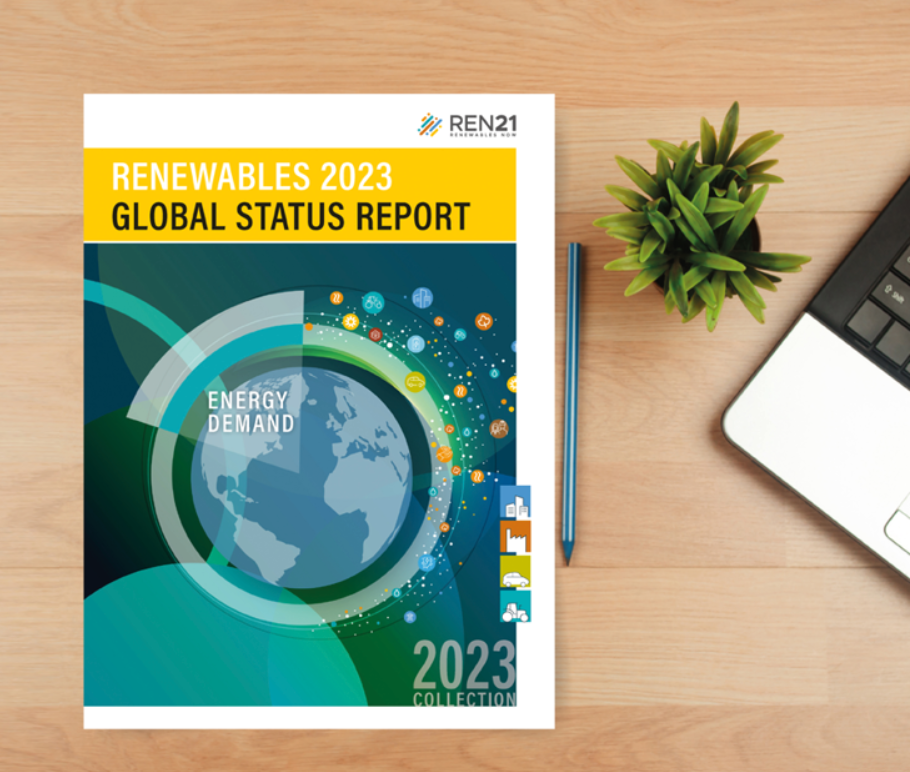 REN21
RENEWABLES NOW
RENEWABLES 2023
GLOBAL STATUS REPORT
ENERGY
DEMAND
2023
COLLECTION